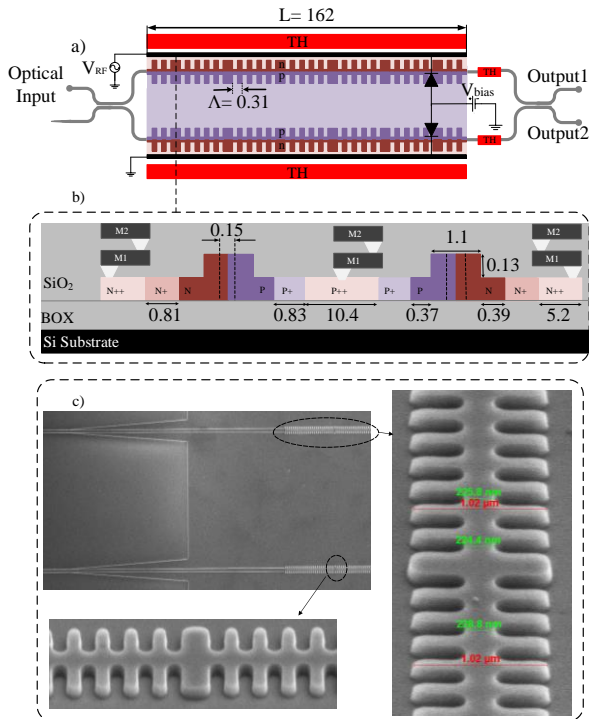 L= 162
a)
TH
V_RF
n
p
Optical
Input
Λ= 0.31
V_bias
TH
Output1
Output2
p
n
TH
TH
b)
M2
M1
0.15
M2
M1
1.1
0.13
M2
M1
SiO₂
N++
N+
N
P
P+
P++
P+
P
N
N+
N++
BOX
0.81
0.83
10.4
0.37
0.39
5.2
Si Substrate
c)
1.02 µm
224.4 nm
1.02 µm